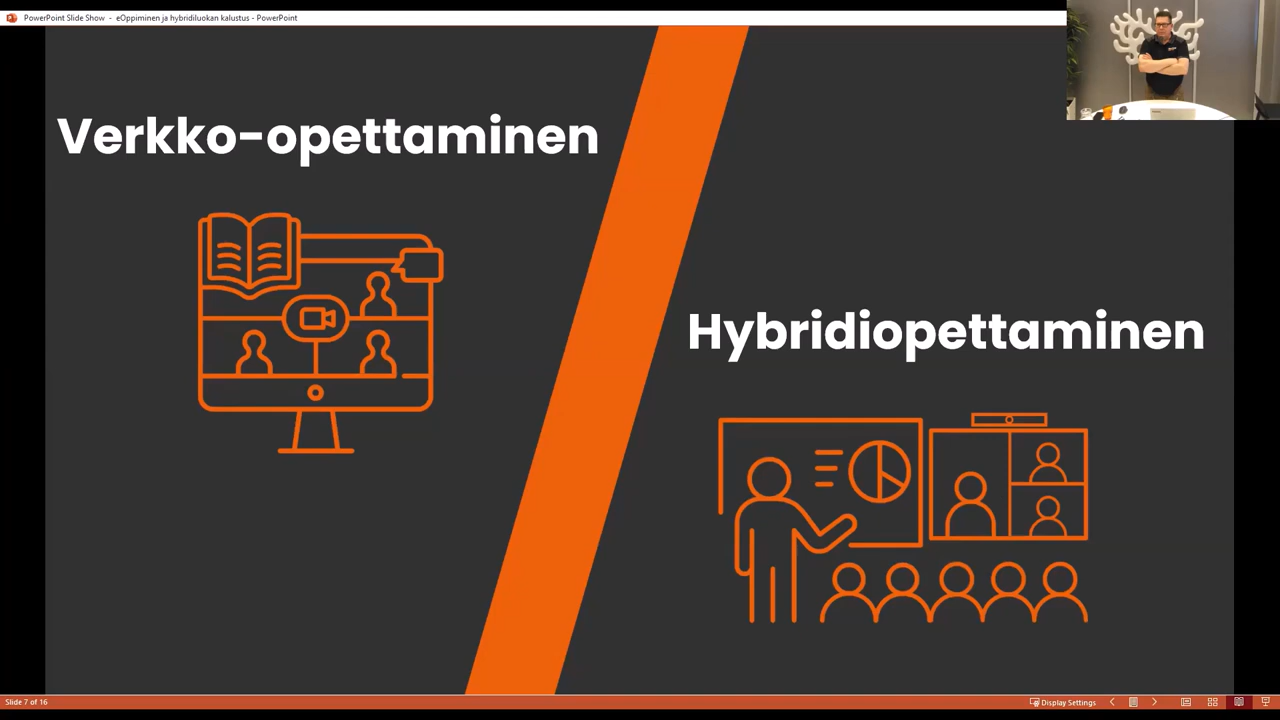 PowerPoint Slide Show - eOppiminen ja hybridiluokan kalustus - PowerPoint
Verkko-opettaminen
Hybridiopettaminen
Slide 7 of 16
Display Settings